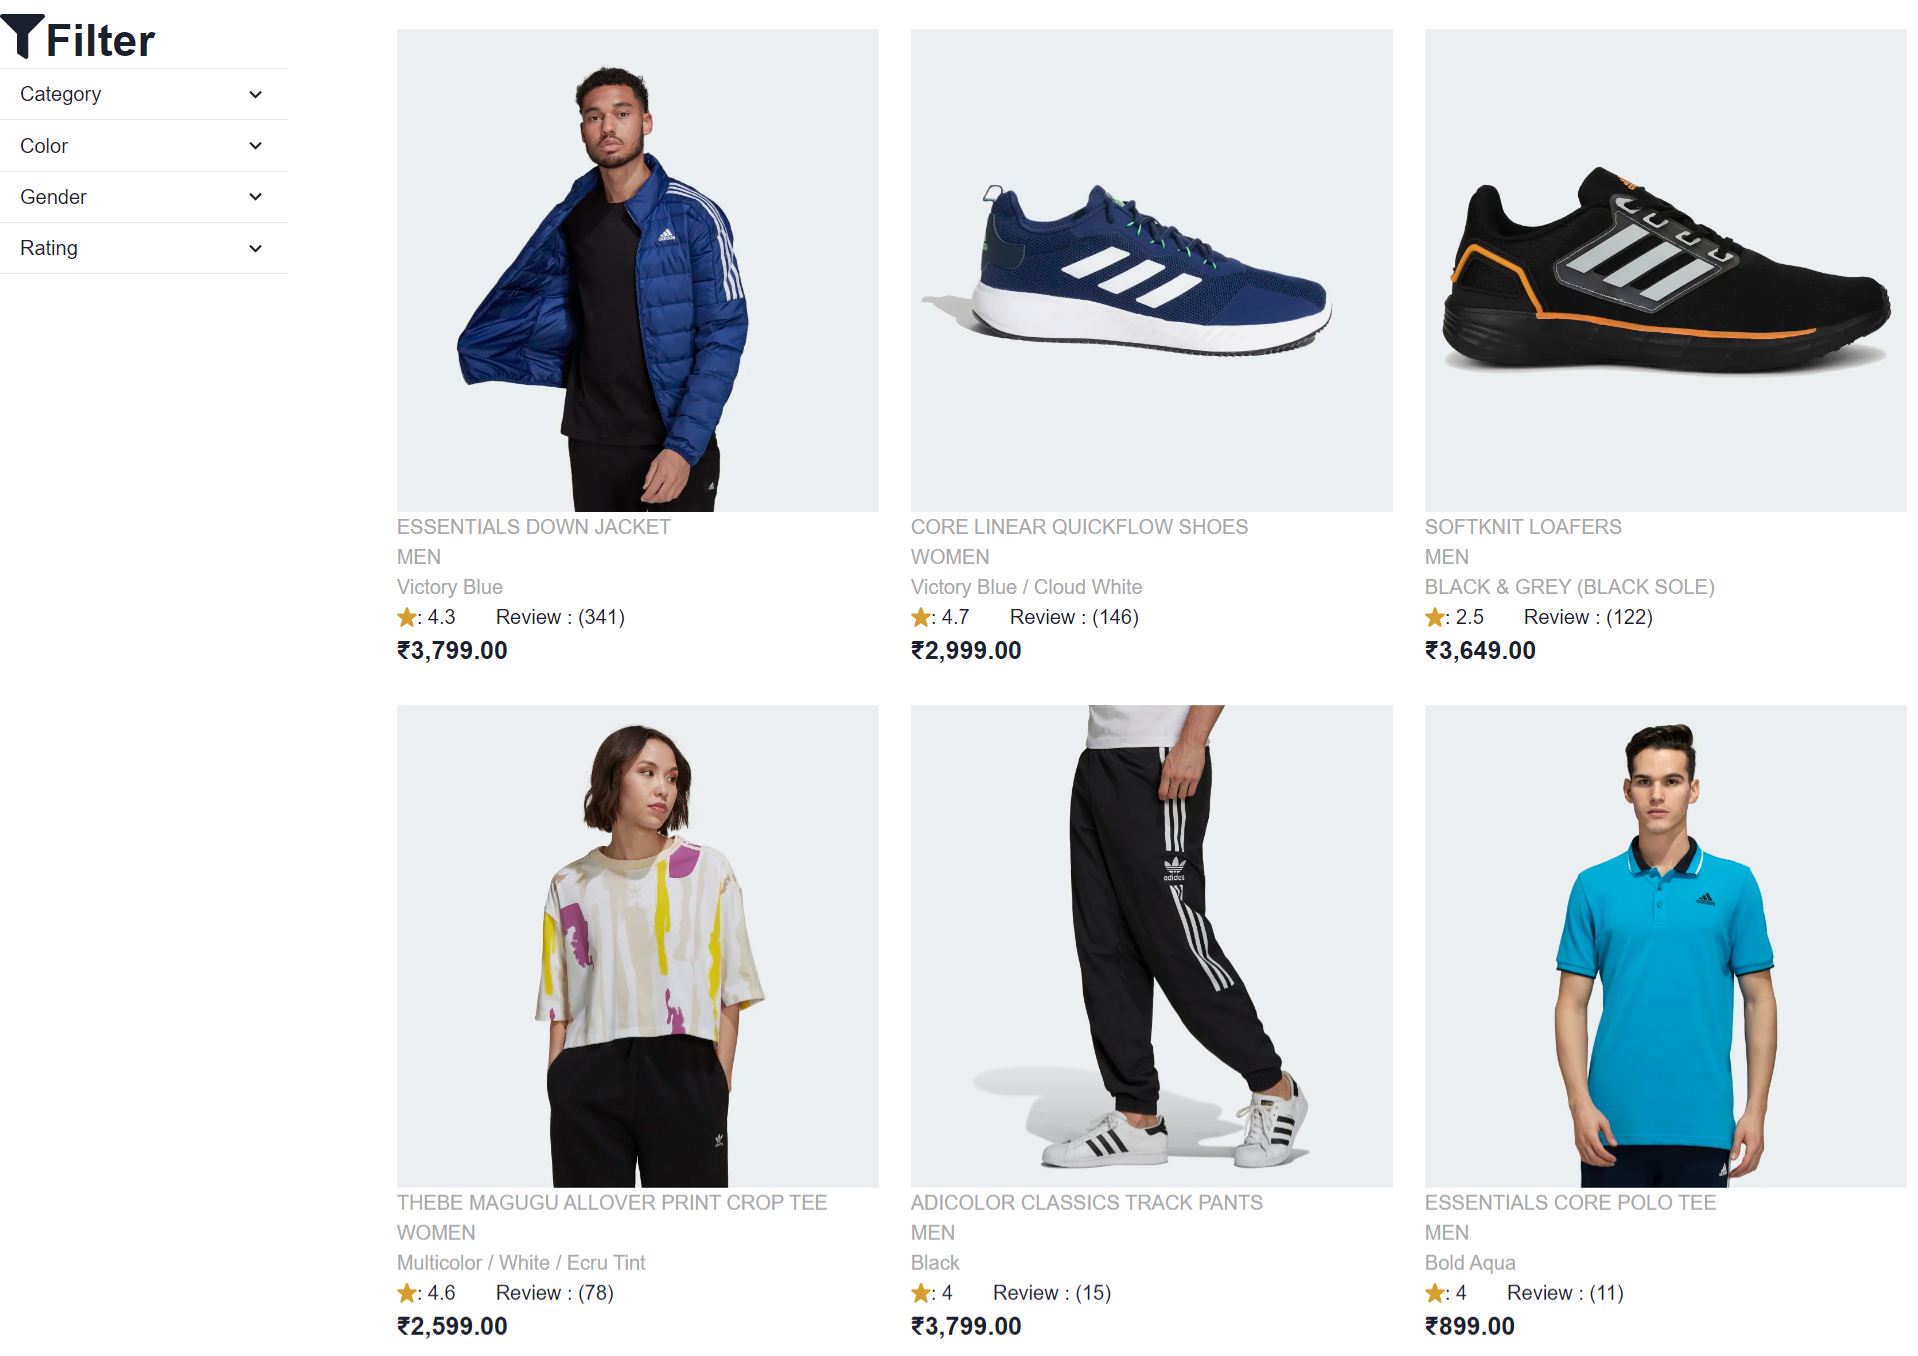 Filter
Category
Color
Gender
Rating
adidas
ESSENTIALS DOWN JACKET
MEN
Victory Blue
: 4.3 Review : (341)
₹3,799.00
CORE LINEAR QUICKFLOW SHOES
WOMEN
Victory Blue / Cloud White
: 4.7 Review : (146)
₹2,999.00
SOFTKNIT LOAFERS
MEN
BLACK & GREY (BLACK SOLE)
: 2.5 Review : (122)
₹3,649.00
THEBE MAGUGU ALLOVER PRINT CROP TEE
WOMEN
Multicolor / White / Ecru Tint
: 4.6 Review : (78)
₹2,599.00
adidas
ADICOLOR CLASSICS TRACK PANTS
MEN
Black
: 4 Review : (15)
₹3,799.00
adidas
ESSENTIALS CORE POLO TEE
MEN
Bold Aqua
: 4 Review : (11)
₹899.00